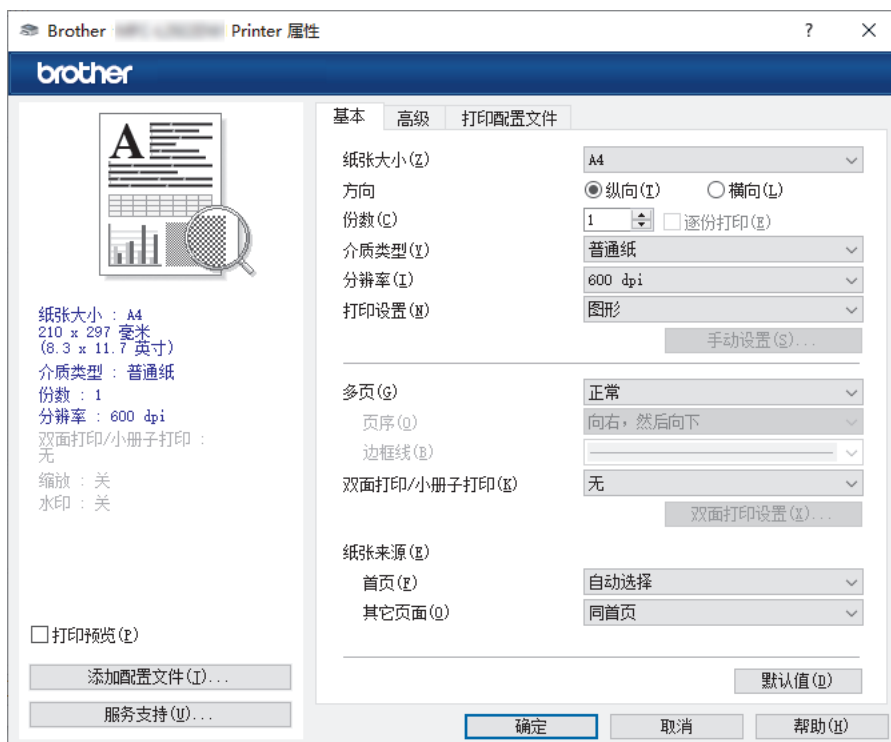 Brother Printer 属性
brother
基本 高级 打印配置文件
纸张大小(Z) A4
方向 纵向(T) 横向(L)
份数(C) 1 逐份打印(E)
介质类型(Y) 普通纸
分辨率(I) 600 dpi
打印设置(N) 图形
手动设置(S)...
多页(G) 正常
页序(Q) 向右，然后向下
边框线(B)
双面打印/小册子打印(K) 无
双面打印设置(X)...
纸张来源(E)
首页(F) 自动选择
其它页面(O) 同首页
默认值(D)
A
纸张大小 : A4
210 x 297 毫米
(8.3 x 11.7 英寸)
介质类型 : 普通纸
份数 : 1
分辨率 : 600 dpi
双面打印/小册子打印 :
无
缩放 : 关
水印 : 关
打印预览(P)
添加配置文件(T)...
服务支持(U)...
确定 取消 帮助(H)